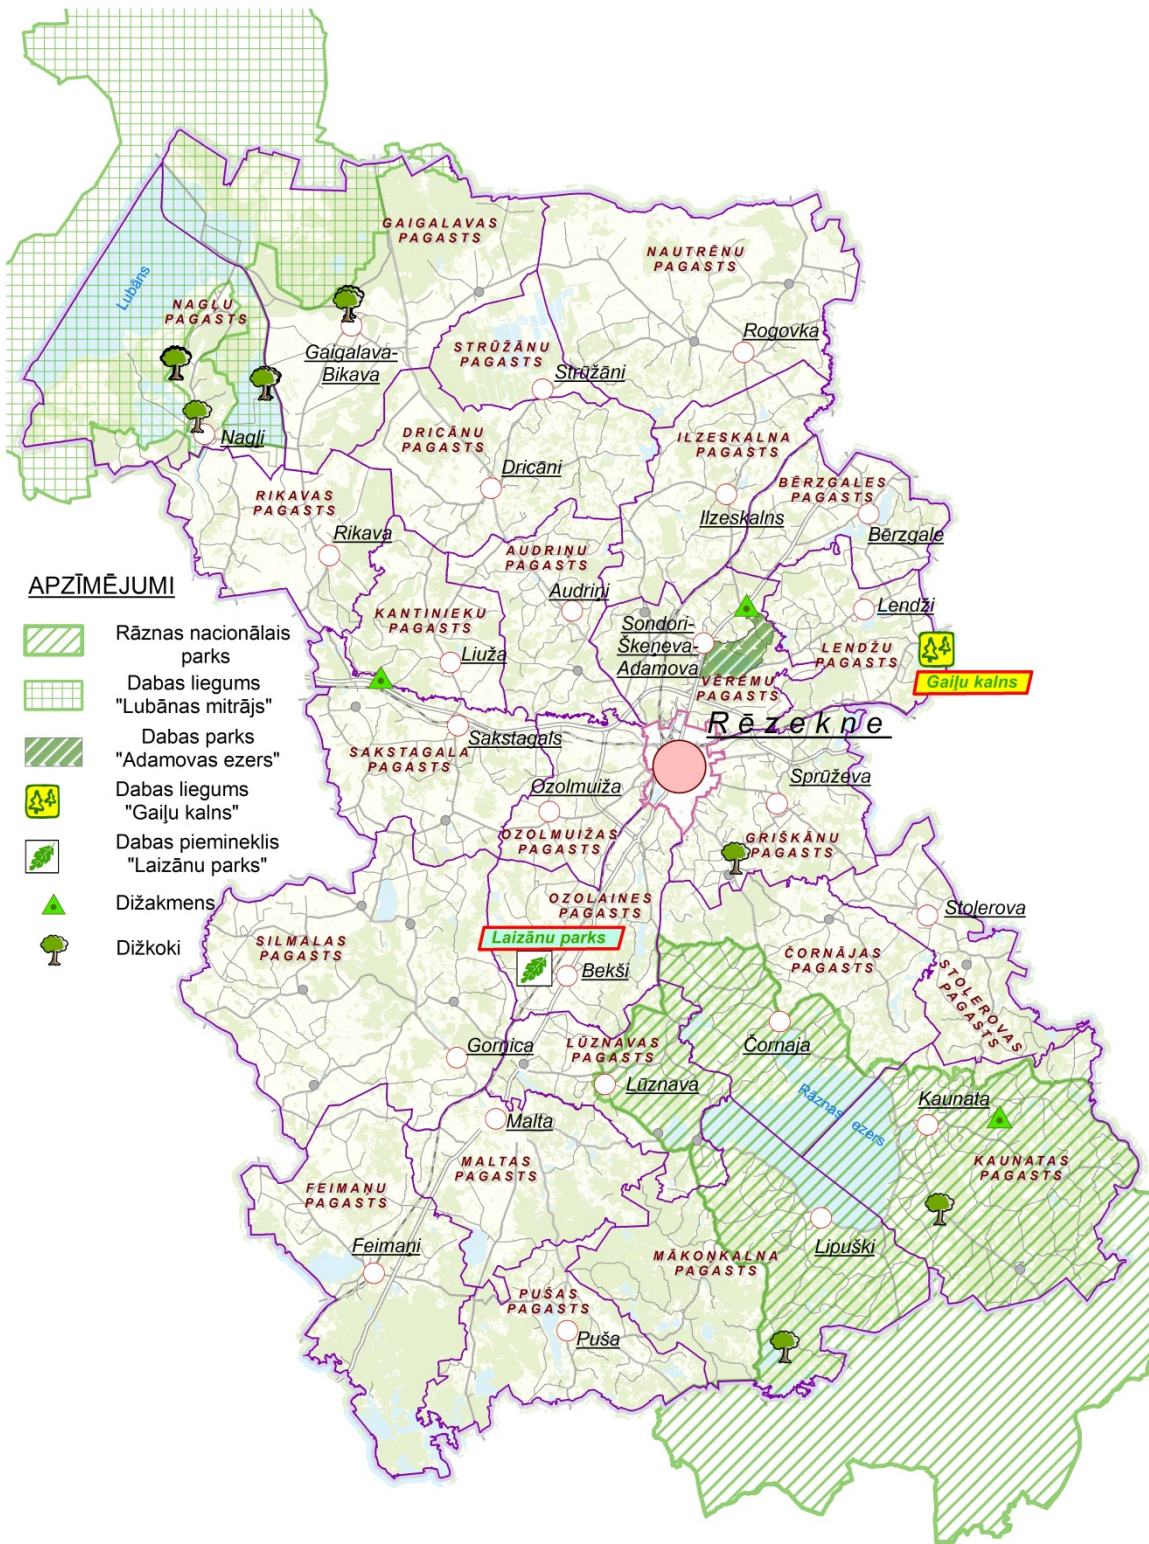 GAIGALAVAS
PAGASTS
NAUTRĒNU
PAGASTS
Lubāns
NAGĻU
PAGASTS
Rogovka
Gaigalava-
Bikava
STRŪŽĀNU
PAGASTS
Strūžāni
Nagļi
DRICĀNU
PAGASTS
Dricāni
ILZESKALNA
PAGASTS
Ilzeskalns
BĒRZGALES
PAGASTS
Bērzgale
RIKAVAS
PAGASTS
Rikava
AUDRIŅU
PAGASTS
Audriņi
KANTINIEKU
PAGASTS
Liuža
Sondori-
Škeņeva-
Adamova
VĒRĒMU
PAGASTS
Lendži
LENDŽU
PAGASTS
Gaiļu kalns
APZĪMĒJUMI
Rāznas nacionālais
parks
Dabas liegums
"Lubānas mitrājs"
Dabas parks
"Adamovas ezers"
Dabas liegums
"Gaiļu kalns"
Dabas piemineklis
"Laizānu parks"
Dižakmens
Dižkoki
Rēzekne
Sakstagals
SAKSTAGALA
PAGASTS
Ozolmuiža
OZOLMUIŽAS
PAGASTS
Sprūževa
GRIŠKĀNU
PAGASTS
OZOLAINES
PAGASTS
Laizānu parks
Bekši
SILMALAS
PAGASTS
Gorņica
Stoļerova
STOĻEROVAS
PAGASTS
ČORNĀJAS
PAGASTS
Čornaja
LŪZNAVAS
PAGASTS
Lūznava
Rāznas ezers
Kaunata
KAUNATAS
PAGASTS
Malta
MALTAS
PAGASTS
FEIMAŅU
PAGASTS
Feimaņi
Lipuški
MĀKOŅKALNA
PAGASTS
PUŠAS
PAGASTS
Puša